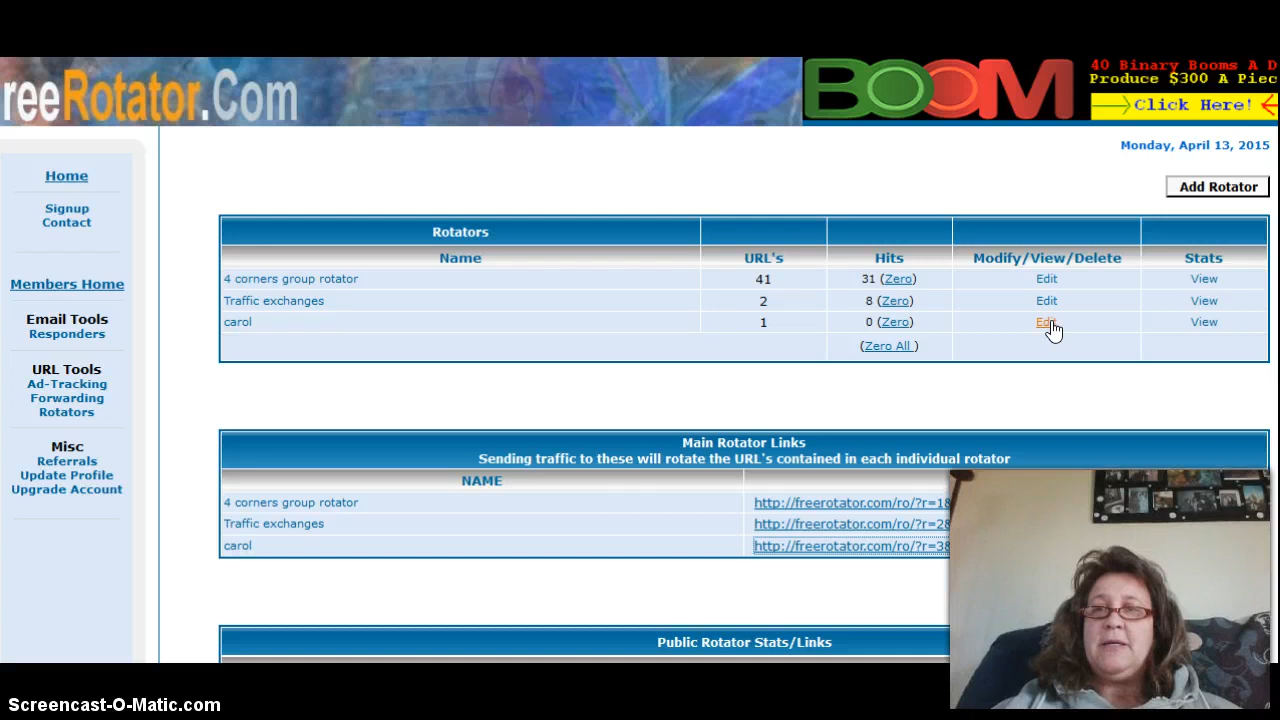 reeRotator.Com
BOOM
40 Binary Booms A D
Produce $300 A Piec
Click Here!
Monday, April 13, 2015
Add Rotator
Home
Signup
Contact
Members Home
Email Tools
Responders
URL Tools
Ad-Tracking
Forwarding
Rotators
Misc
Referrals
Update Profile
Upgrade Account
Rotators
Name URL's Hits Modify/View/Delete Stats
4 corners group rotator 41 31 (Zero) Edit View
Traffic exchanges 2 8 (Zero) Edit View
carol 1 0 (Zero) Edit View
(Zero All )
Main Rotator Links
Sending traffic to these will rotate the URL's contained in each individual rotator
NAME
4 corners group rotator http://freerotator.com/ro/?r=18
Traffic exchanges http://freerotator.com/ro/?r=28
carol http://freerotator.com/ro/?r=38
Public Rotator Stats/Links
Screencast-O-Matic.com